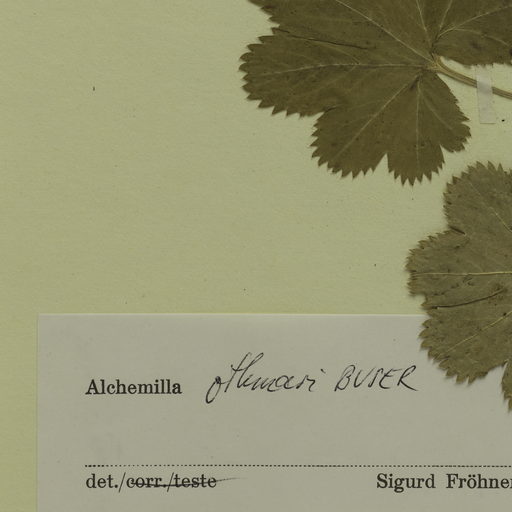 Alchemilla othmari BUSER
det./corr./teste Sigurd Fröhner